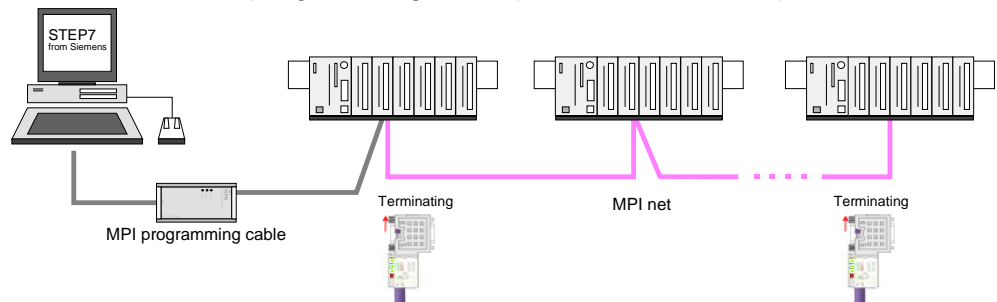 STEP7
from Siemens
Terminating
MPI net
Terminating
MPI programming cable